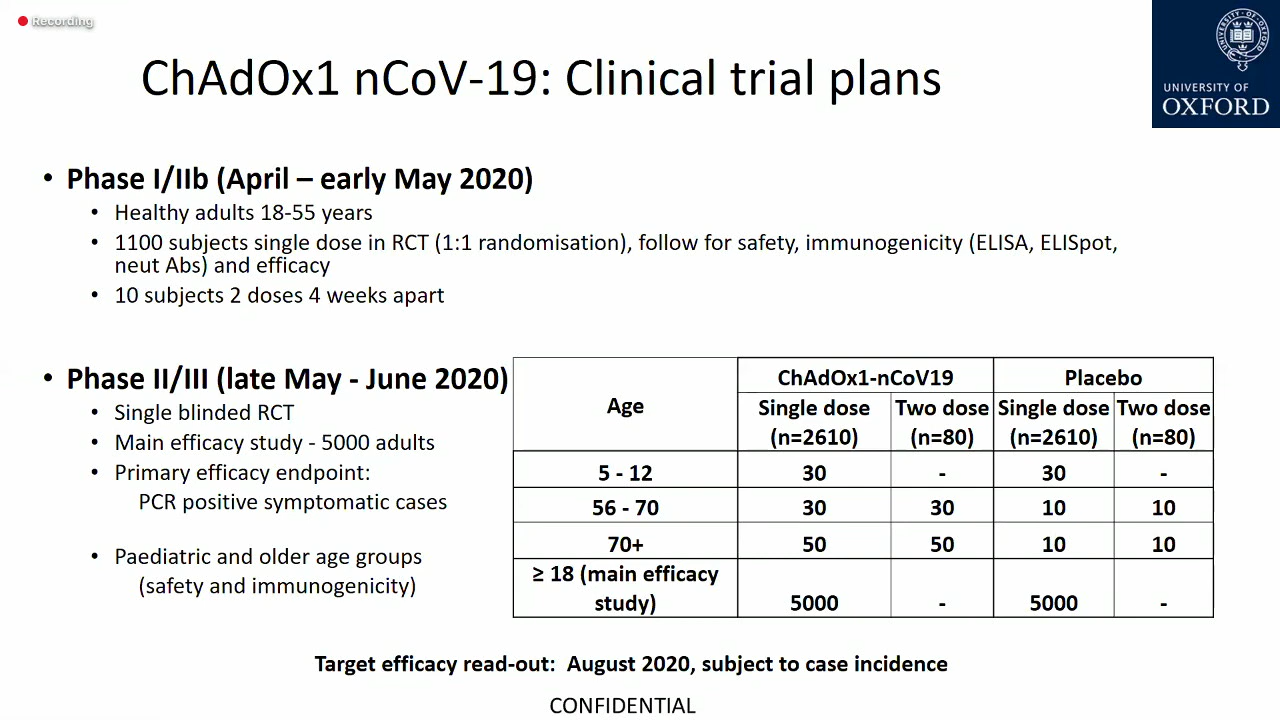 Recording
ChAdOx1 nCoV-19: Clinical trial plans
UNIVERSITY OF
OXFORD
• Phase I/IIb (April – early May 2020)
• Healthy adults 18-55 years
• 1100 subjects single dose in RCT (1:1 randomisation), follow for safety, immunogenicity (ELISA, ELISpot,
neut Abs) and efficacy
• 10 subjects 2 doses 4 weeks apart
• Phase II/III (late May - June 2020)
• Single blinded RCT
• Main efficacy study - 5000 adults
• Primary efficacy endpoint:
PCR positive symptomatic cases
• Paediatric and older age groups
(safety and immunogenicity)
Age ChAdOx1-nCoV19 Placebo
Single dose Two dose Single dose Two dose
(n=2610) (n=80) (n=2610) (n=80)
5 - 12 30 - 30 -
56 - 70 30 30 10 10
70+ 50 50 10 10
≥ 18 (main efficacy
study) 5000 - 5000 -
Target efficacy read-out: August 2020, subject to case incidence
CONFIDENTIAL